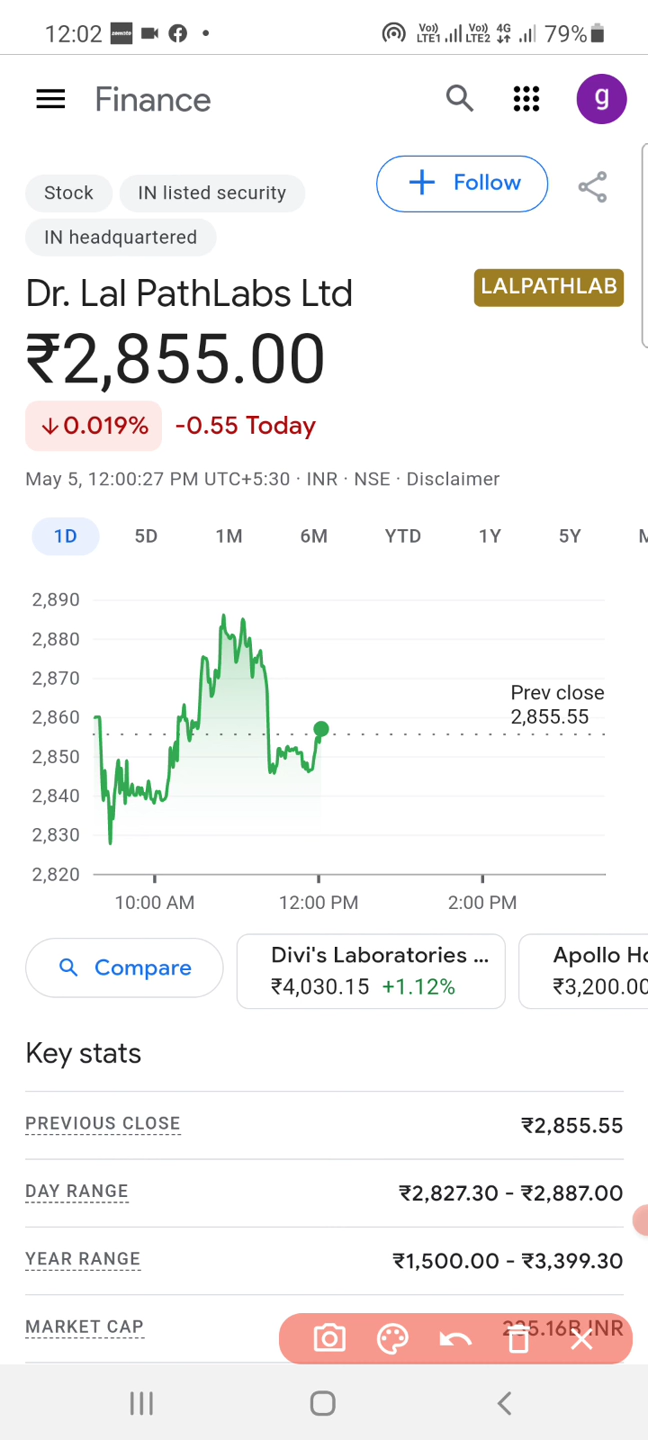 12:02 Vo)) LTE1 Vo)) LTE2 4G 79%
Finance
g
Stock
IN listed security
+ Follow
IN headquartered
Dr. Lal PathLabs Ltd
LALPATHLAB
₹2,855.00
↓0.019% -0.55 Today
May 5, 12:00:27 PM UTC+5:30 · INR · NSE · Disclaimer
1D 5D 1M 6M YTD 1Y 5Y M
2,890
2,880
2,870
2,860
2,850
2,840
2,830
2,820
Prev close
2,855.55
10:00 AM 12:00 PM 2:00 PM
Compare
Divi's Laboratories ...
₹4,030.15 +1.12%
Apollo Ho
₹3,200.00
Key stats
PREVIOUS CLOSE ₹2,855.55
DAY RANGE ₹2,827.30 - ₹2,887.00
YEAR RANGE ₹1,500.00 - ₹3,399.30
MARKET CAP INR